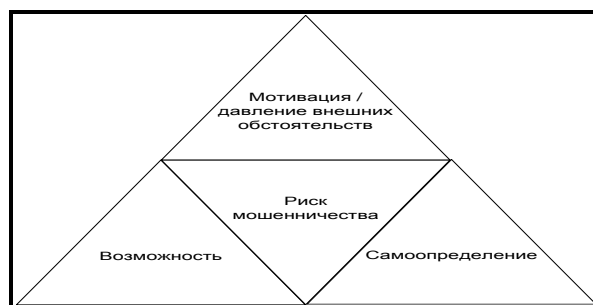 Мотивация /
давление внешних
обстоятельств
Риск
мошенничества
Возможность
Самоопределение